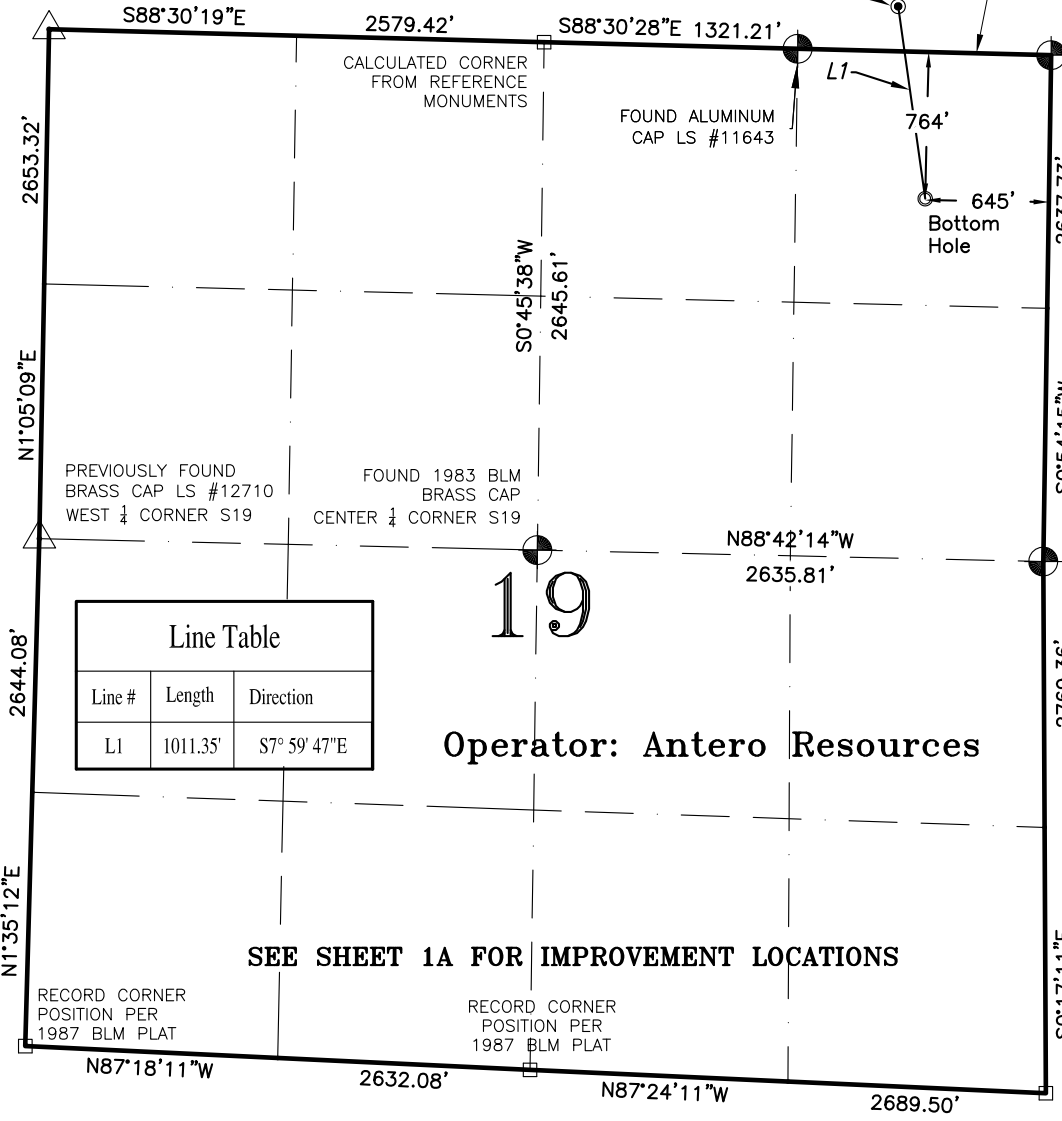 S88°30'19"E
2579.42'
S88°30'28"E 1321.21'
CALCULATED CORNER
FROM REFERENCE
MONUMENTS
FOUND ALUMINUM
CAP LS #11643
L1
764'
645'
Bottom
Hole
2653.32'
N1°05'09"E
S0°45'38"W
2645.61'
PREVIOUSLY FOUND
BRASS CAP LS #12710
WEST 1/4 CORNER S19
FOUND 1983 BLM
BRASS CAP
CENTER 1/4 CORNER S19
N88°42'14"W
2635.81'
19
2644.08'
N1°35'12"E
Line Table
Line # Length Direction
L1 1011.35' S7° 59' 47"E
Operator: Antero Resources
SEE SHEET 1A FOR IMPROVEMENT LOCATIONS
RECORD CORNER
POSITION PER
1987 BLM PLAT
RECORD CORNER
POSITION PER
1987 BLM PLAT
N87°18'11"W
2632.08'
N87°24'11"W
2689.50'